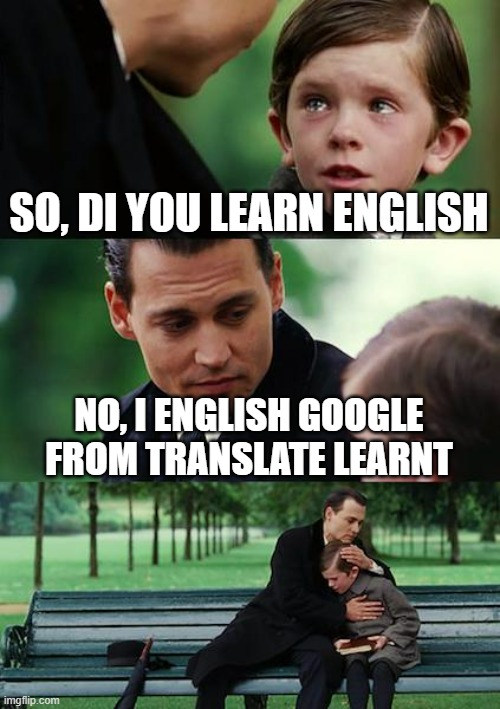 SO, DI YOU LEARN ENGLISH
NO, I ENGLISH GOOGLE
FROM TRANSLATE LEARNT
imgflip.com